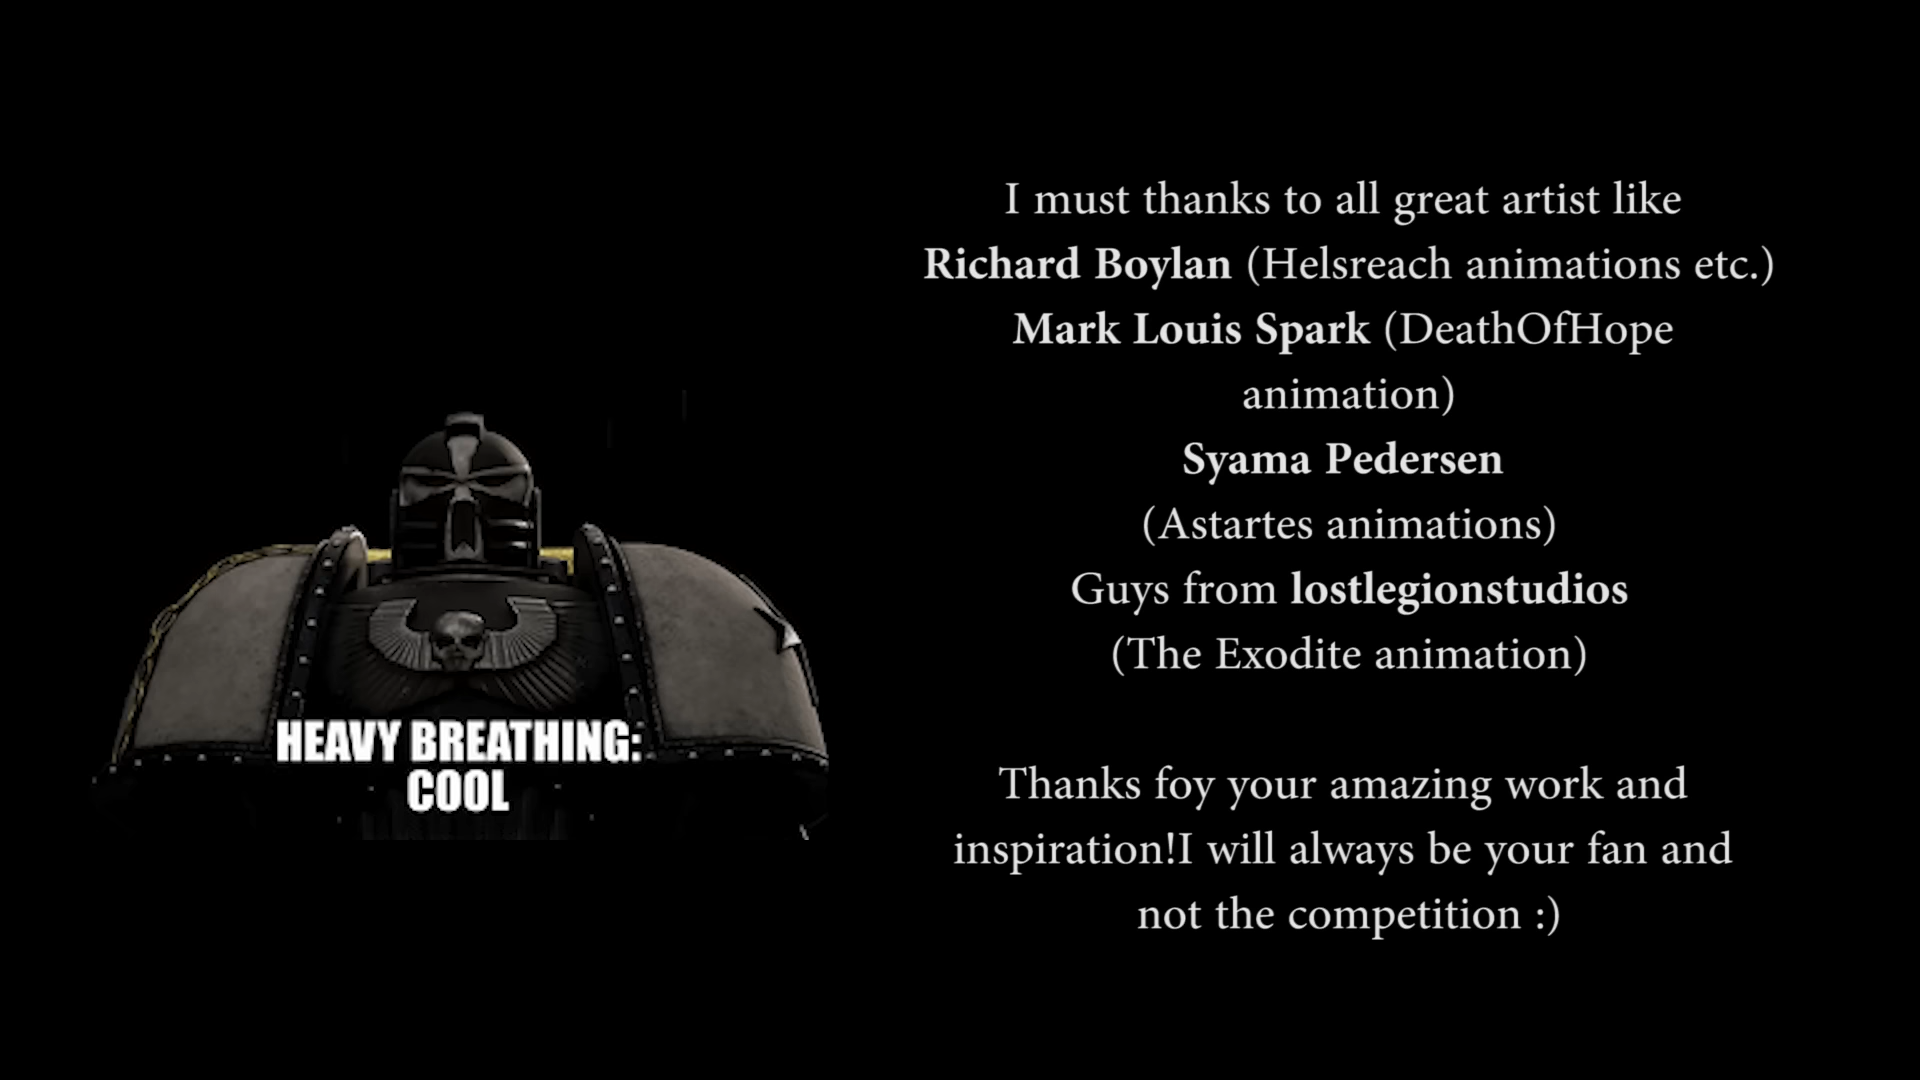 HEAVY BREATHING:
COOL
I must thanks to all great artist like
Richard Boylan (Helsreach animations etc.)
Mark Louis Spark (DeathOfHope
animation)
Syama Pedersen
(Astartes animations)
Guys from lostlegionstudios
(The Exodite animation)
Thanks foy your amazing work and
inspiration!I will always be your fan and
not the competition :)